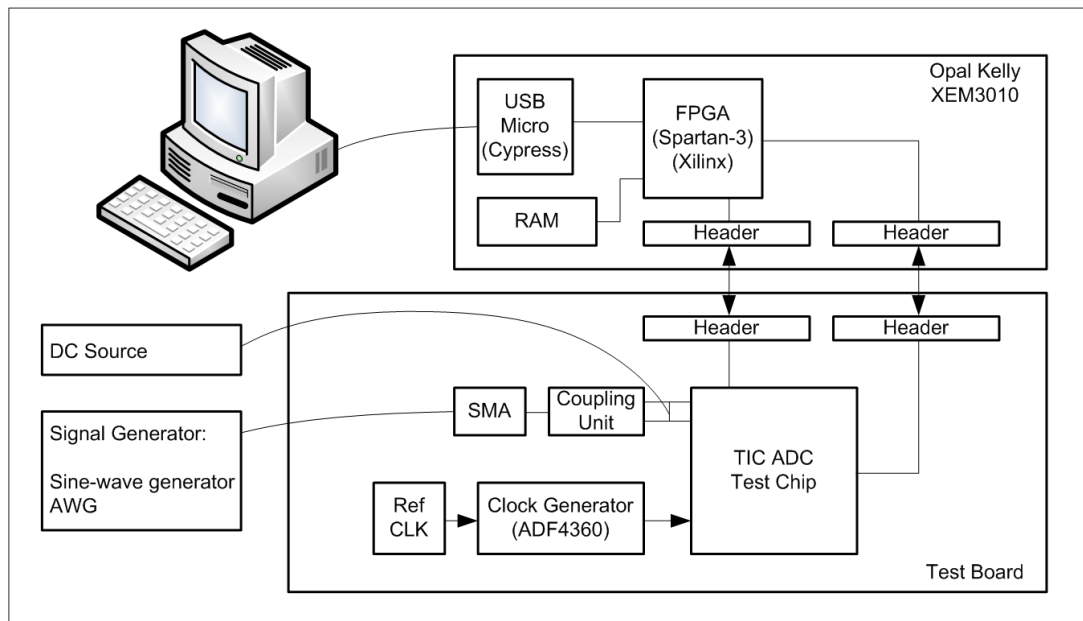 Opal Kelly
XEM3010
USB
Micro
(Cypress)
FPGA
(Spartan-3)
(Xilinx)
RAM
Header
Header
Header
Header
DC Source
Signal Generator:
Sine-wave generator
AWG
SMA
Coupling
Unit
TIC ADC
Test Chip
Ref
CLK
Clock Generator
(ADF4360)
Test Board